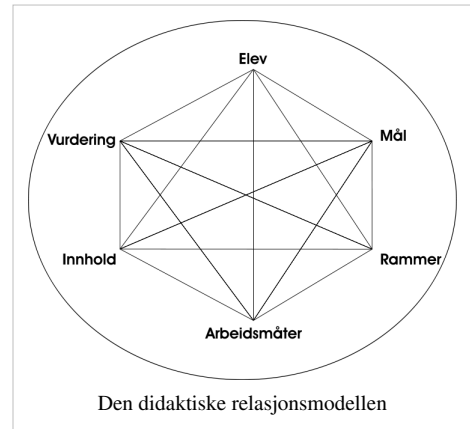 Elev
Vurdering
Mål
Innhold
Rammer
Arbeidsmåter
Den didaktiske relasjonsmodellen